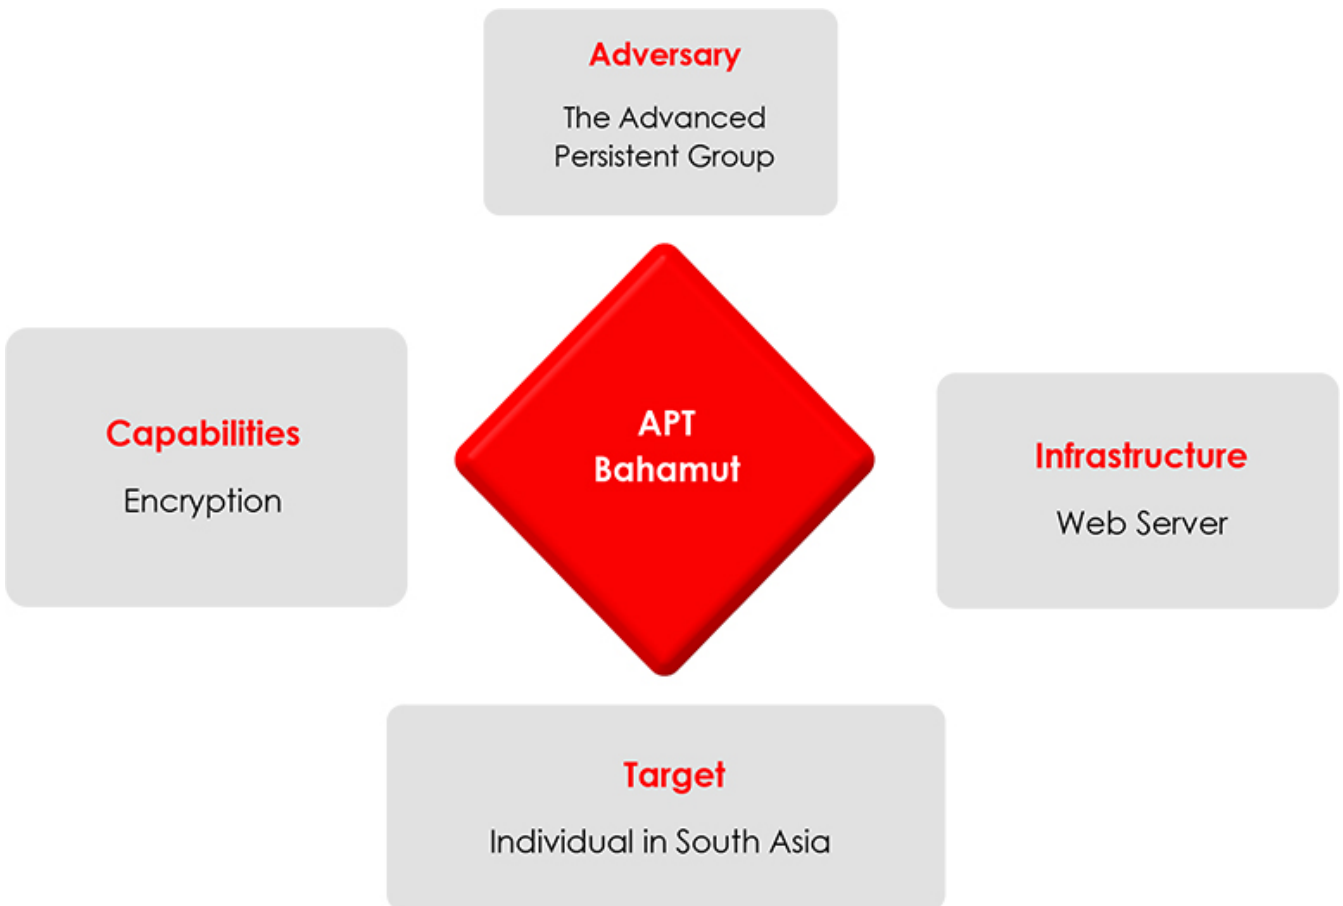 Adversary
The Advanced
Persistent Group
Capabilities
Encryption
APT
Bahamut
Infrastructure
Web Server
Target
Individual in South Asia